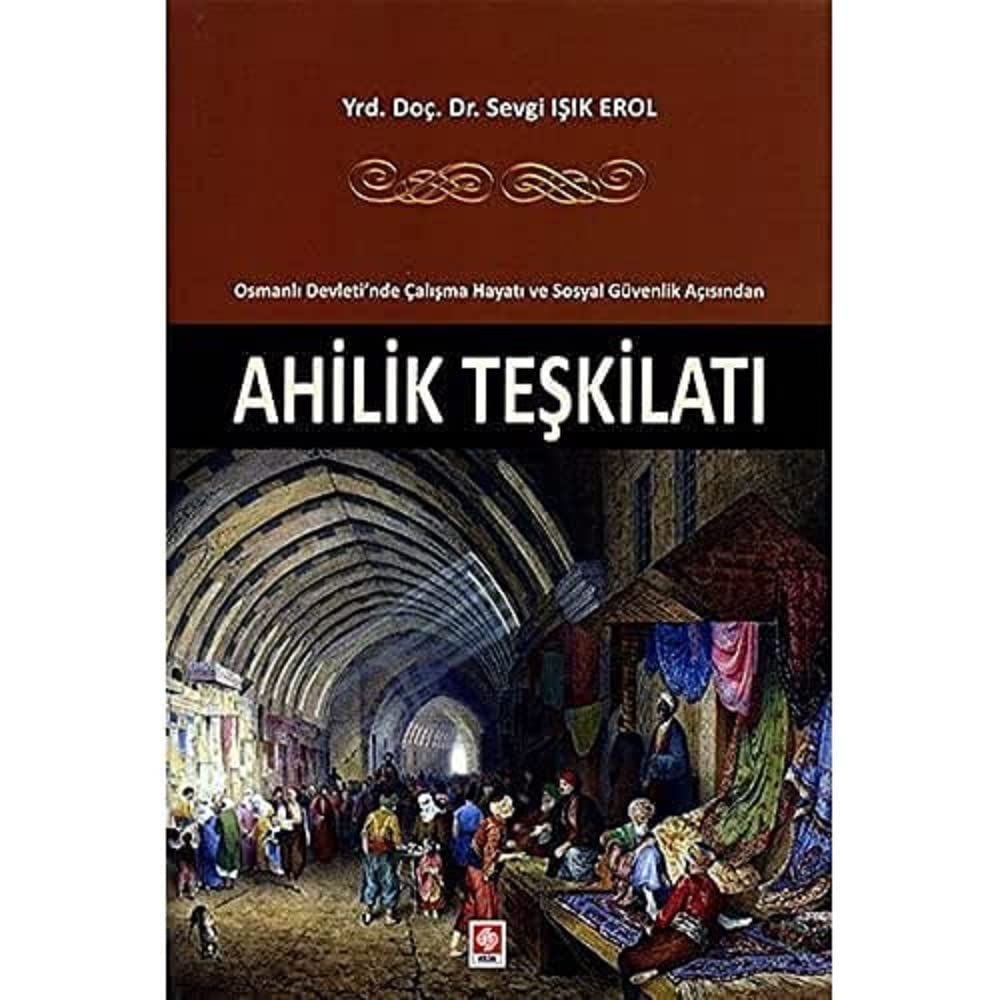 Yrd. Doç. Dr. Sevgi IŞIK EROL
Osmanlı Devleti'nde Çalışma Hayatı ve Sosyal Güvenlik Açısından
AHİLİK TEŞKİLATI